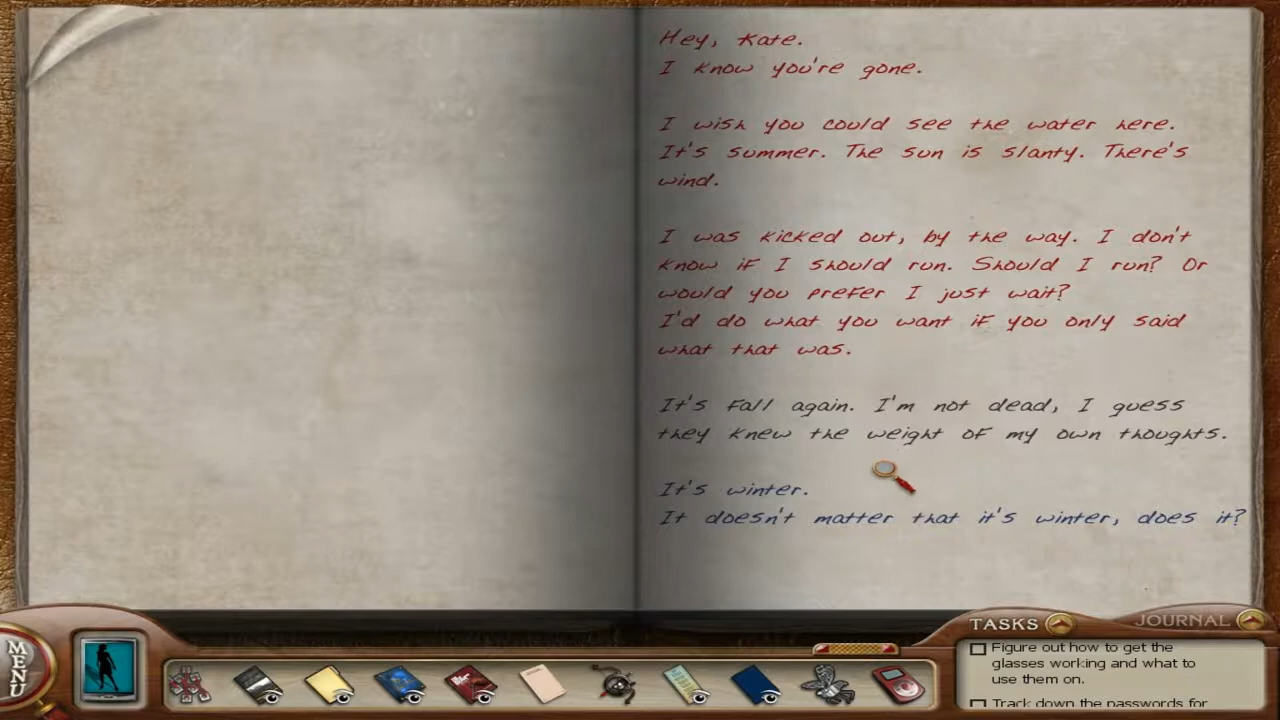 Hey, Kate.
I know you're gone.
I wish you could see the water here.
It's summer. The sun is slanty. There's
wind.
I was kicked out, by the way. I don't
know if I should run. Should I run? Or
would you prefer I just wait?
I'd do what you want if you only said
what that was.
It's Fall again. I'm not dead, I guess
they knew the weight of my own thoughts.
It's winter.
It doesn't matter that it's winter, does it?
MENU
TASKS
JOURNAL
Figure out how to get the
glasses working and what to
use them on.
Track down the passwords for